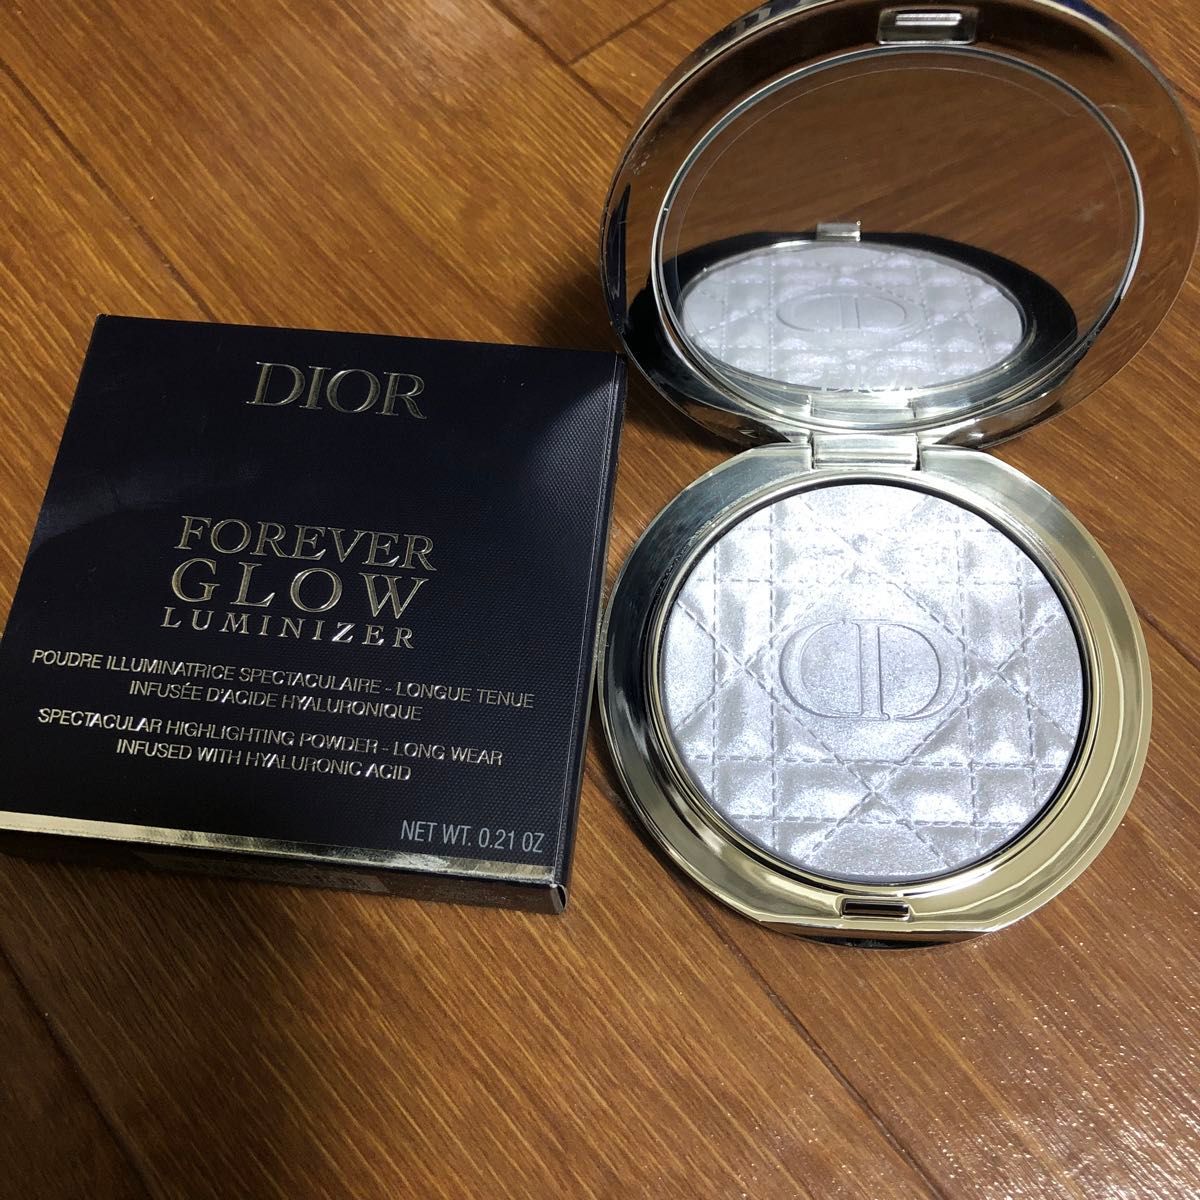 DIOR
FOREVER
GLOW
LUMINIZER
POUDRE ILLUMINATRICE SPECTACULAIRE - LONGUE TENUE
INFUSÉE D'ACIDE HYALURONIQUE
SPECTACULAR HIGHLIGHTING POWDER - LONG WEAR
INFUSED WITH HYALURONIC ACID
NET WT. 0.21 OZ
CD